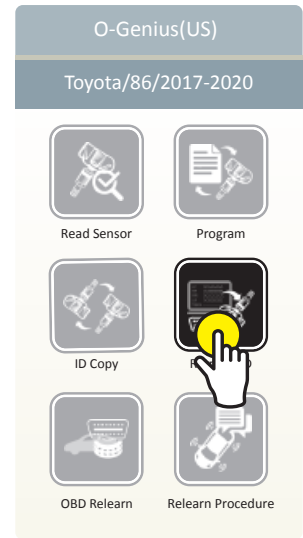 O-Genius(US)
Toyota/86/2017-2020
Read Sensor
Program
ID Copy
OBD Relearn
Relearn Procedure